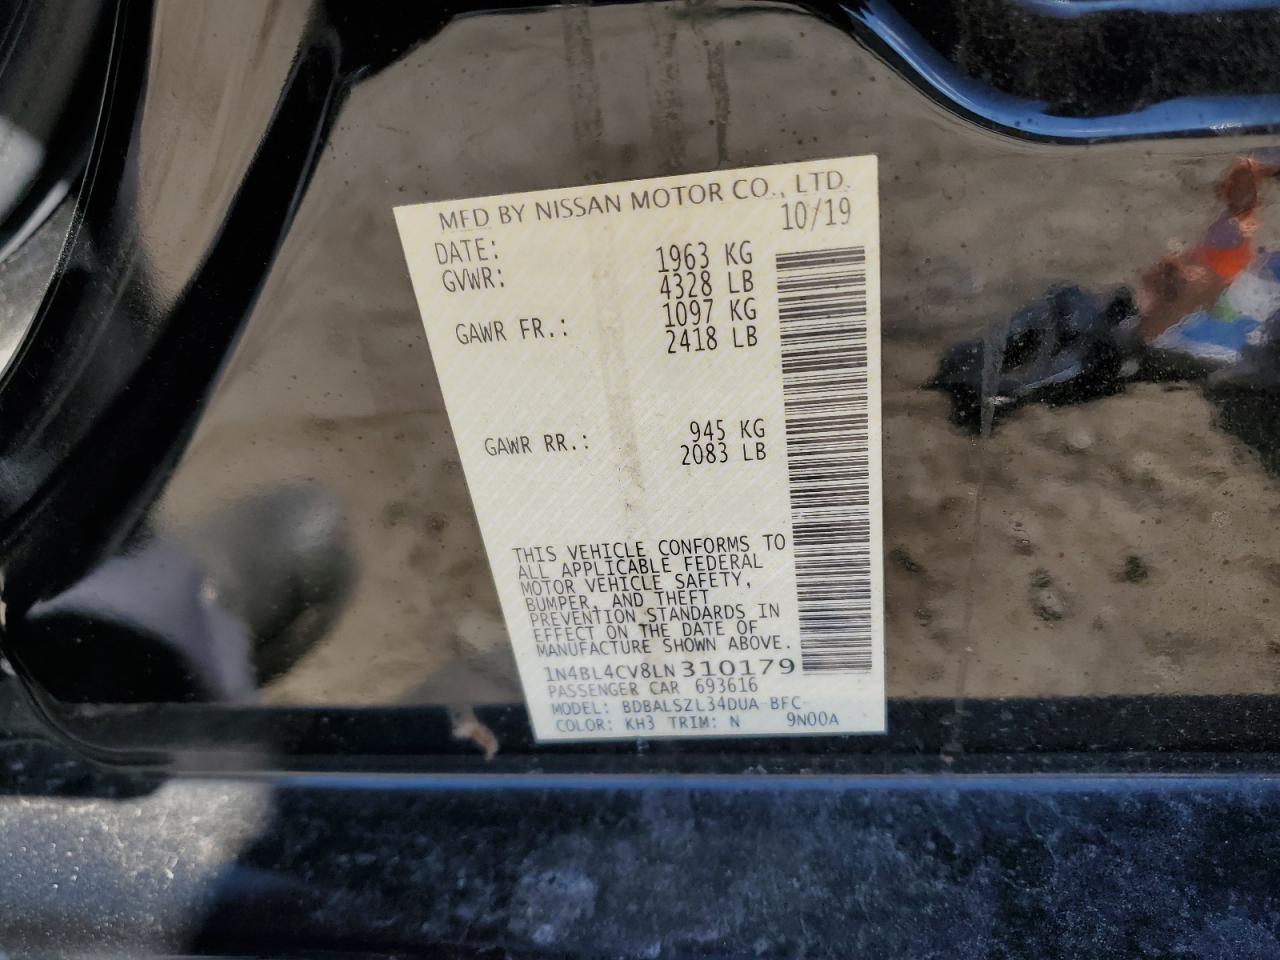 MFD BY NISSAN MOTOR CO., LTD.
DATE: 10/19
GVWR: 1963 KG
4328 LB
GAWR FR.: 1097 KG
2418 LB
GAWR RR.: 945 KG
2083 LB
THIS VEHICLE CONFORMS TO
ALL APPLICABLE FEDERAL
MOTOR VEHICLE SAFETY,
BUMPER, AND THEFT
PREVENTION STANDARDS IN
EFFECT ON THE DATE OF
MANUFACTURE SHOWN ABOVE.
1N4BL4CV8LN310179
PASSENGER CAR 693616
MODEL: BDBALSZL34DUA-BFC-
COLOR: KH3 TRIM: N 9N00A